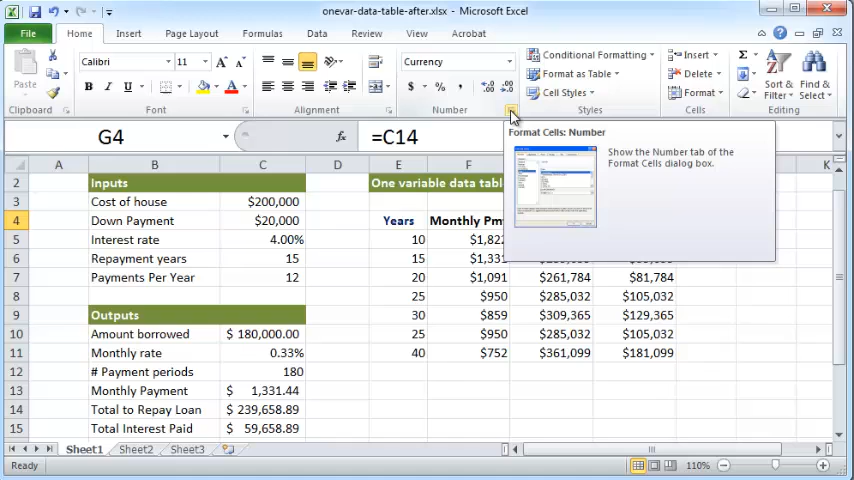 onevar-data-table-after.xlsx - Microsoft Excel
File Home Insert Page Layout Formulas Data Review View Acrobat
Paste Calibri 11 A A Currency Conditional Formatting Insert Σ
B I U A $ % , Format as Table Delete Sort & Filter Find & Select
Cell Styles Format
Clipboard Font Alignment Number Styles Cells Editing
G4 fx =C14
Format Cells: Number
Show the Number tab of the
Format Cells dialog box.
A B C D E F K
2 Inputs One variable data tabl
3 Cost of house $200,000
4 Down Payment $20,000 Years Monthly Pm
5 Interest rate 4.00% 10 $1,822
6 Repayment years 15 15 $1,331
7 Payments Per Year 12 20 $1,091 $261,784 $81,784
8 25 $950 $285,032 $105,032
9 Outputs 30 $859 $309,365 $129,365
10 Amount borrowed $ 180,000.00 25 $950 $285,032 $105,032
11 Monthly rate 0.33% 40 $752 $361,099 $181,099
12 # Payment periods 180
13 Monthly Payment $ 1,331.44
14 Total to Repay Loan $ 239,658.89
15 Total Interest Paid $ 59,658.89
Sheet1 Sheet2 Sheet3
Ready 110%